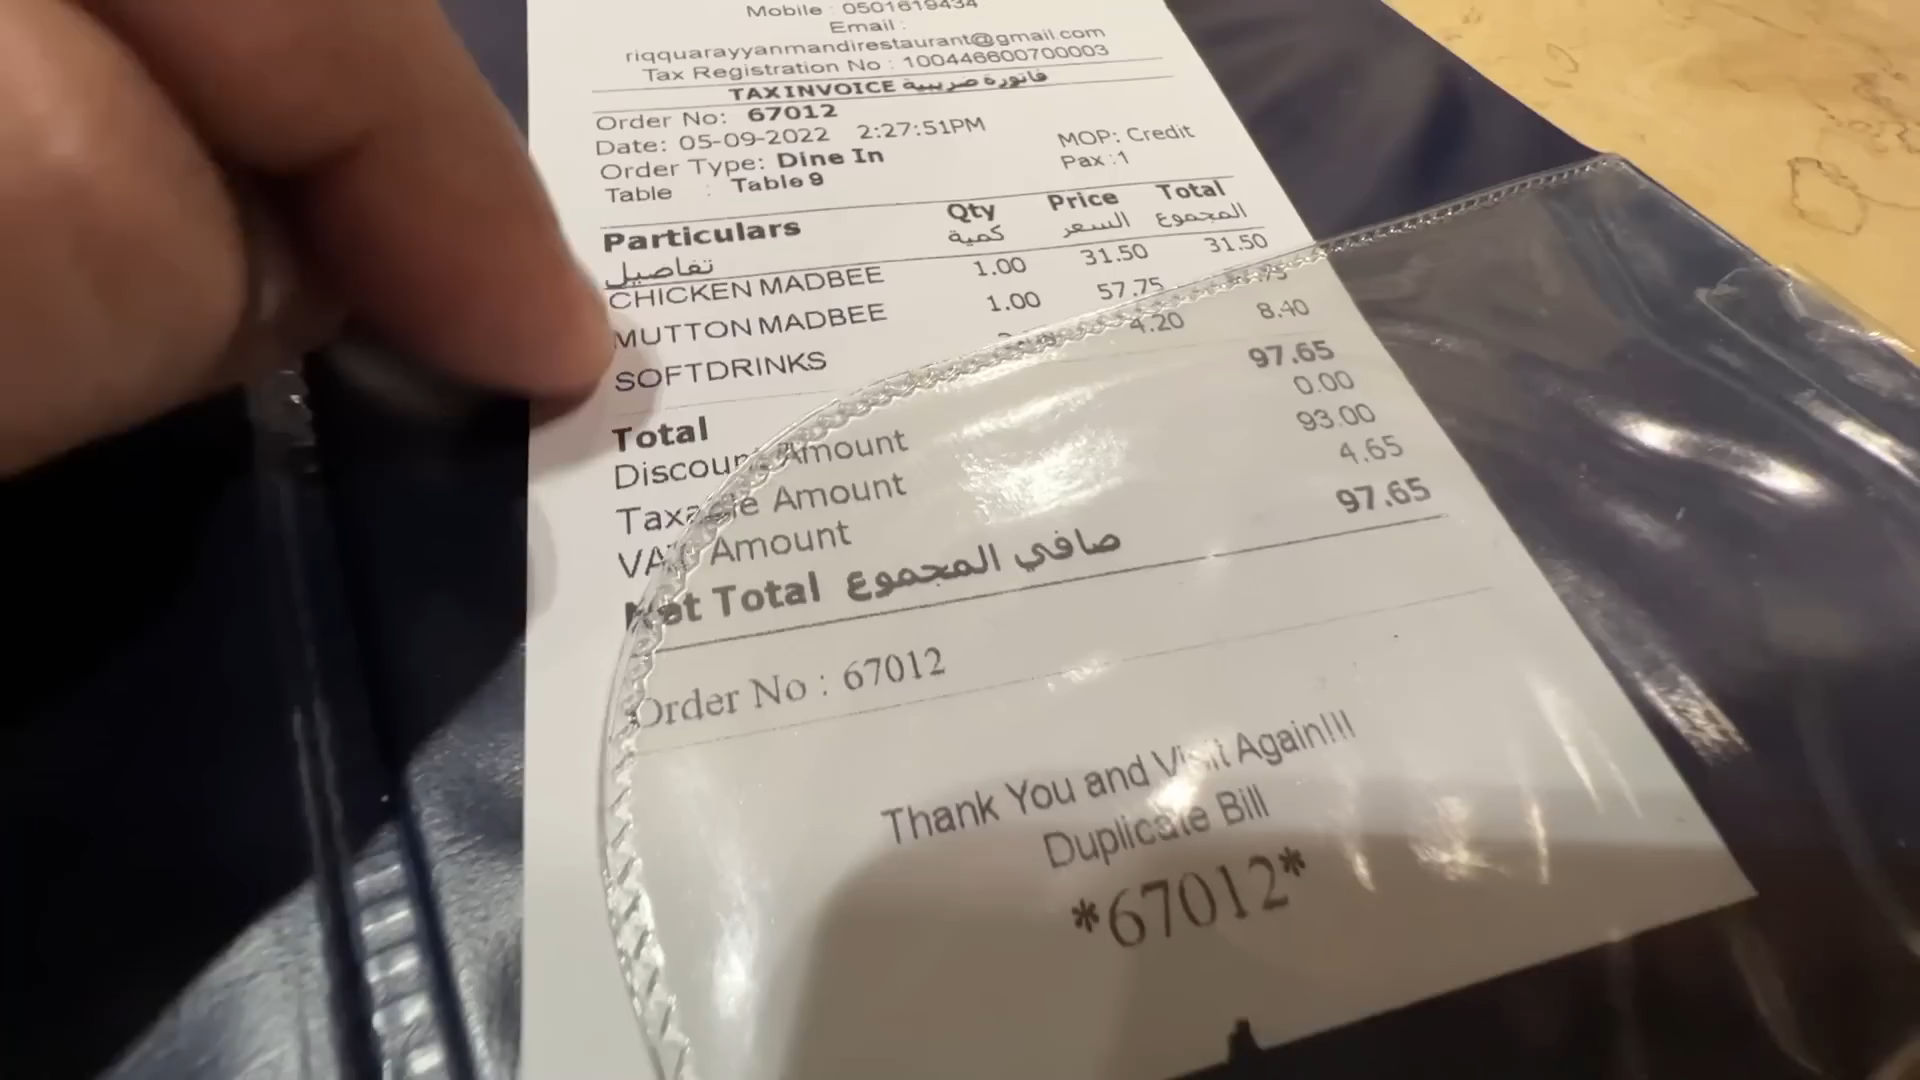 Mobile : 0501619434
Email :
riqquarayyanmandirestaurant@gmail.com
Tax Registration No : 100446600700003
TAX INVOICE فاتورة ضريبية
Order No: 67012
Date: 05-09-2022 2:27:51PM
MOP: Credit
Order Type: Dine In
Pax :1
Table : Table 9
Particulars Qty Price Total
تفاصيل كمية السعر المجموع
CHICKEN MADBEE 1.00 31.50 31.50
MUTTON MADBEE 1.00 57.75
SOFTDRINKS 4.20 8.40
Total 97.65
Discount Amount 0.00
Taxable Amount 93.00
VAT Amount 4.65
Net Total صافي المجموع 97.65
Order No : 67012
Thank You and Visit Again!!!
Duplicate Bill
*67012*